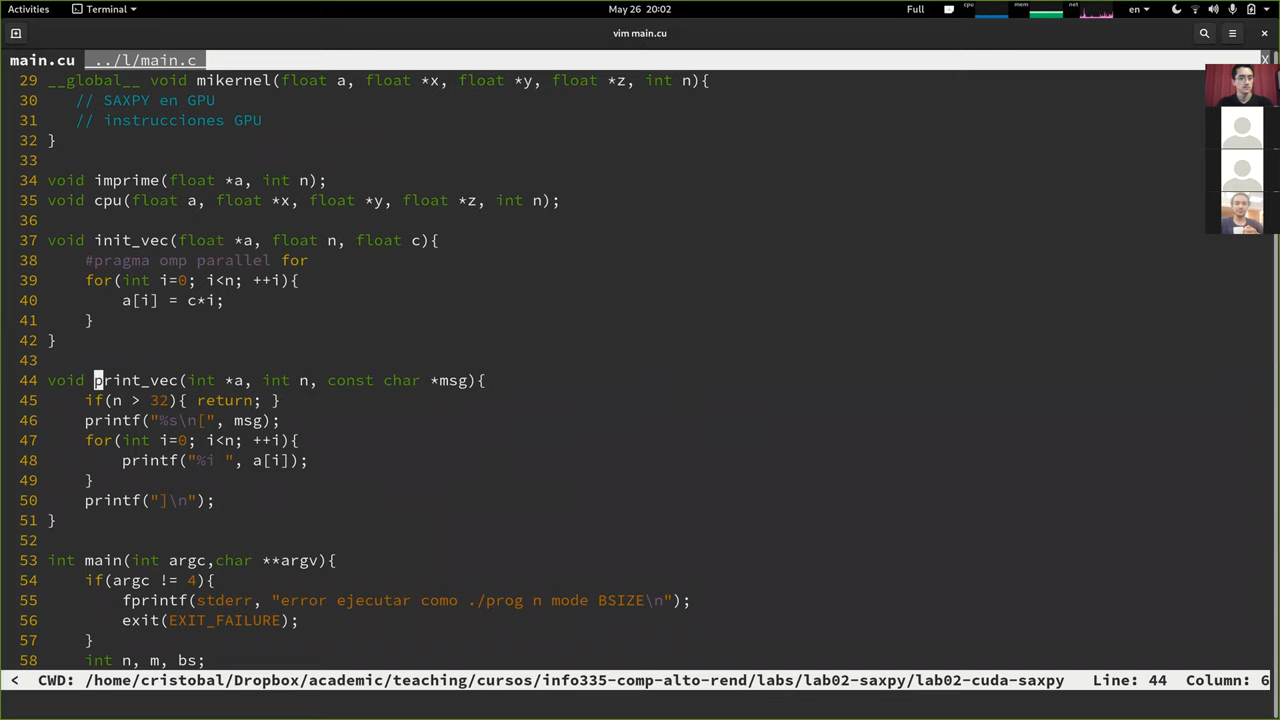 Activities Terminal May 26 20:02 Full cpu mem net en
vim main.cu
main.cu ../l/main.c X
29 __global__ void mikernel(float a, float *x, float *y, float *z, int n){
30 // SAXPY en GPU
31 // instrucciones GPU
32 }
33
34 void imprime(float *a, int n);
35 void cpu(float a, float *x, float *y, float *z, int n);
36
37 void init_vec(float *a, float n, float c){
38 #pragma omp parallel for
39 for(int i=0; i<n; ++i){
40 a[i] = c*i;
41 }
42 }
43
44 void print_vec(int *a, int n, const char *msg){
45 if(n > 32){ return; }
46 printf("%s\n[", msg);
47 for(int i=0; i<n; ++i){
48 printf("%i ", a[i]);
49 }
50 printf("]\n");
51 }
52
53 int main(int argc,char **argv){
54 if(argc != 4){
55 fprintf(stderr, "error ejecutar como ./prog n mode BSIZE\n");
56 exit(EXIT_FAILURE);
57 }
58 int n, m, bs;
< CWD: /home/cristobal/Dropbox/academic/teaching/cursos/info335-comp-alto-rend/labs/lab02-saxpy/lab02-cuda-saxpy Line: 44 Column: 6